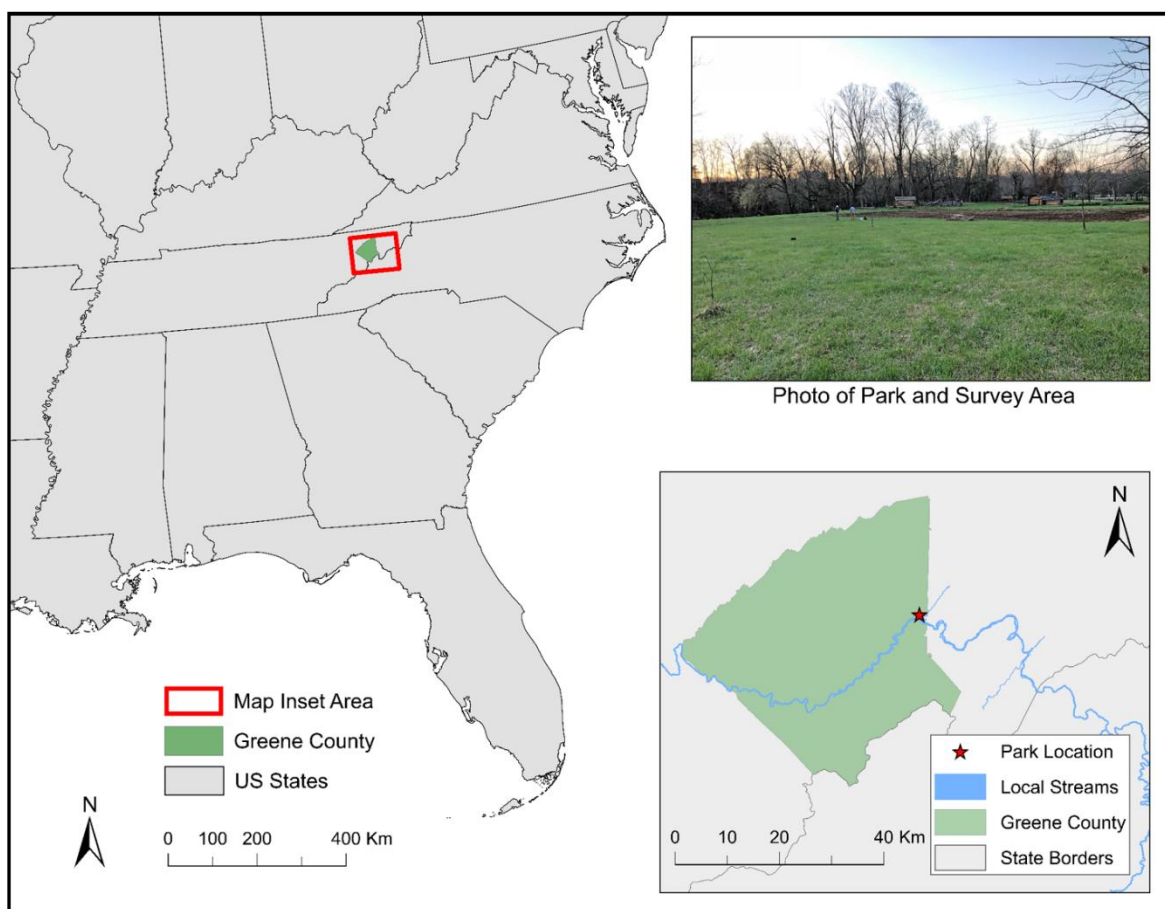 Map Inset Area
Greene County
US States
N
0 100 200 400 Km
Photo of Park and Survey Area
N
Park Location
Local Streams
Greene County
State Borders
0 10 20 40 Km